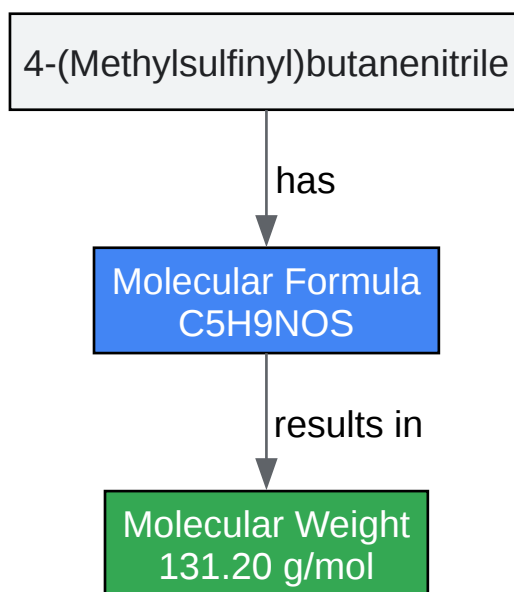 4-(Methylsulfinyl)butanenitrile
has
Molecular Formula
C5H9NOS
results in
Molecular Weight
131.20 g/mol